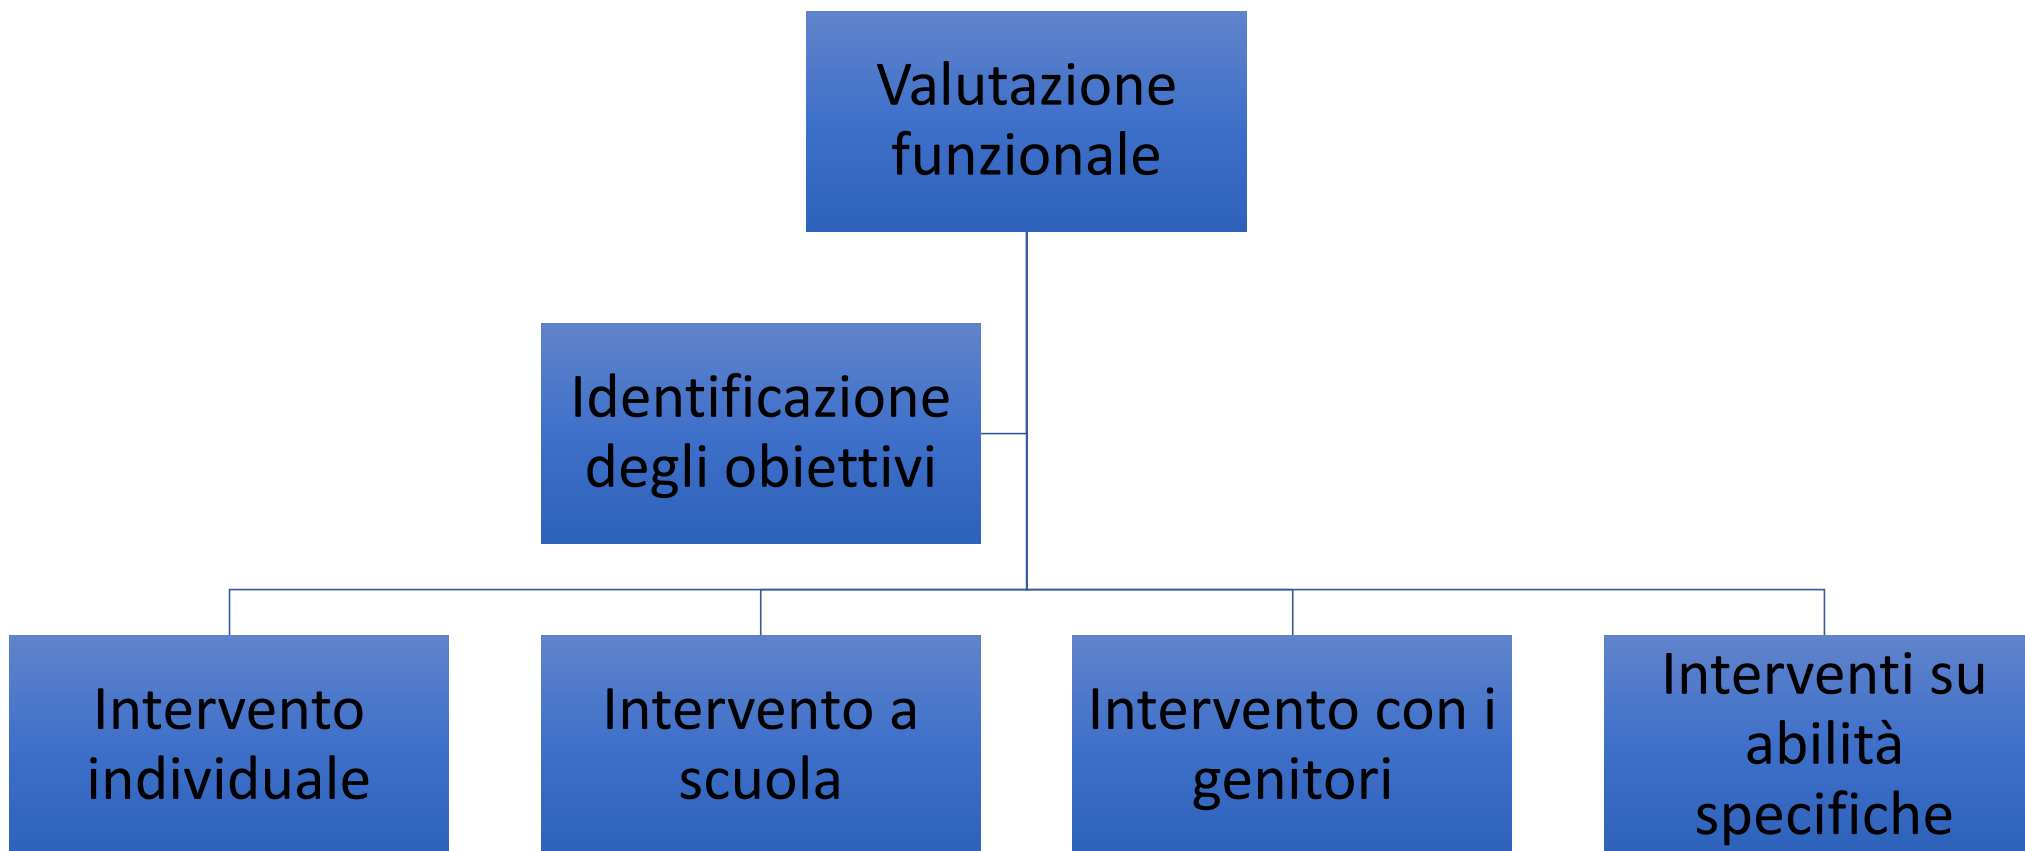 Valutazione
funzionale
Identificazione
degli obiettivi
Intervento
individuale
Intervento a
scuola
Intervento con i
genitori
Interventi su
abilità
specifiche